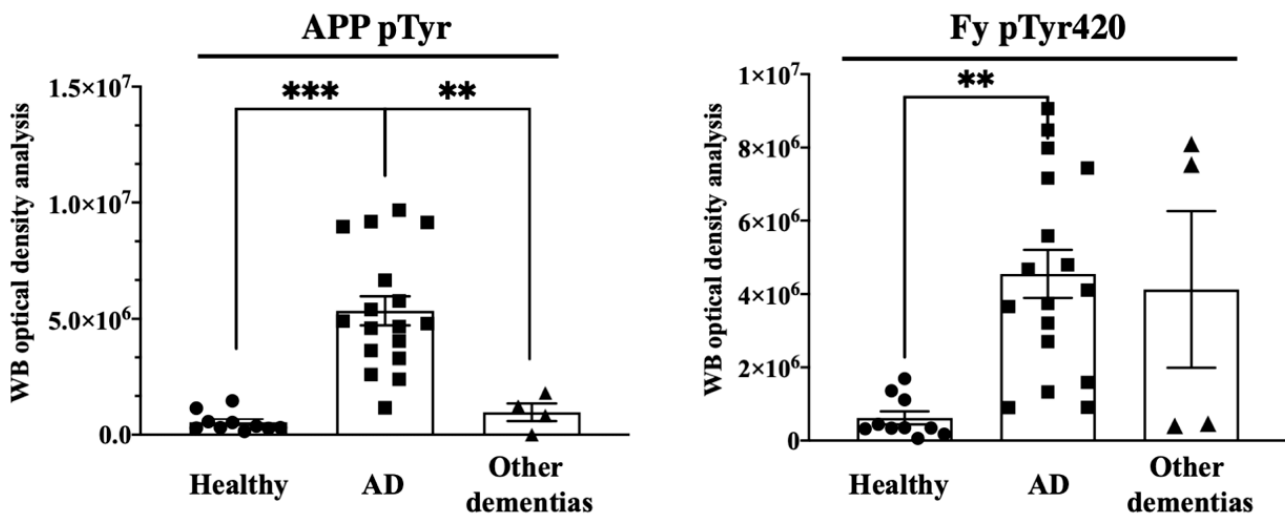 APP pTyr
WB optical density analysis
1.5×10⁷
1.0×10⁷
5.0×10⁶
0.0
***
**
Healthy
AD
Other
dementias
Fy pTyr420
WB optical density analysis
1×10⁷
8×10⁶
6×10⁶
4×10⁶
2×10⁶
0
**
Healthy
AD
Other
dementias